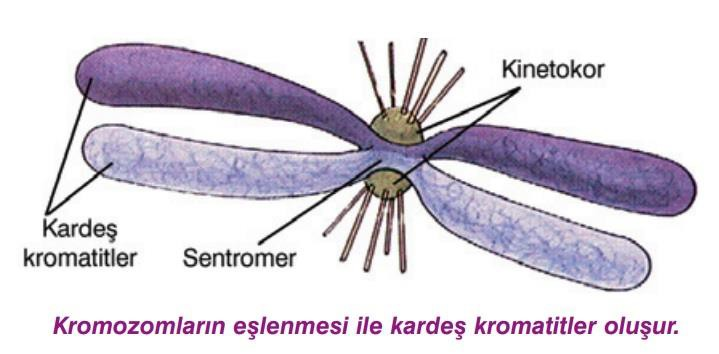 Kinetokor
Kardeş
kromatitler
Sentromer
Kromozomların eşlenmesi ile kardeş kromatitler oluşur.